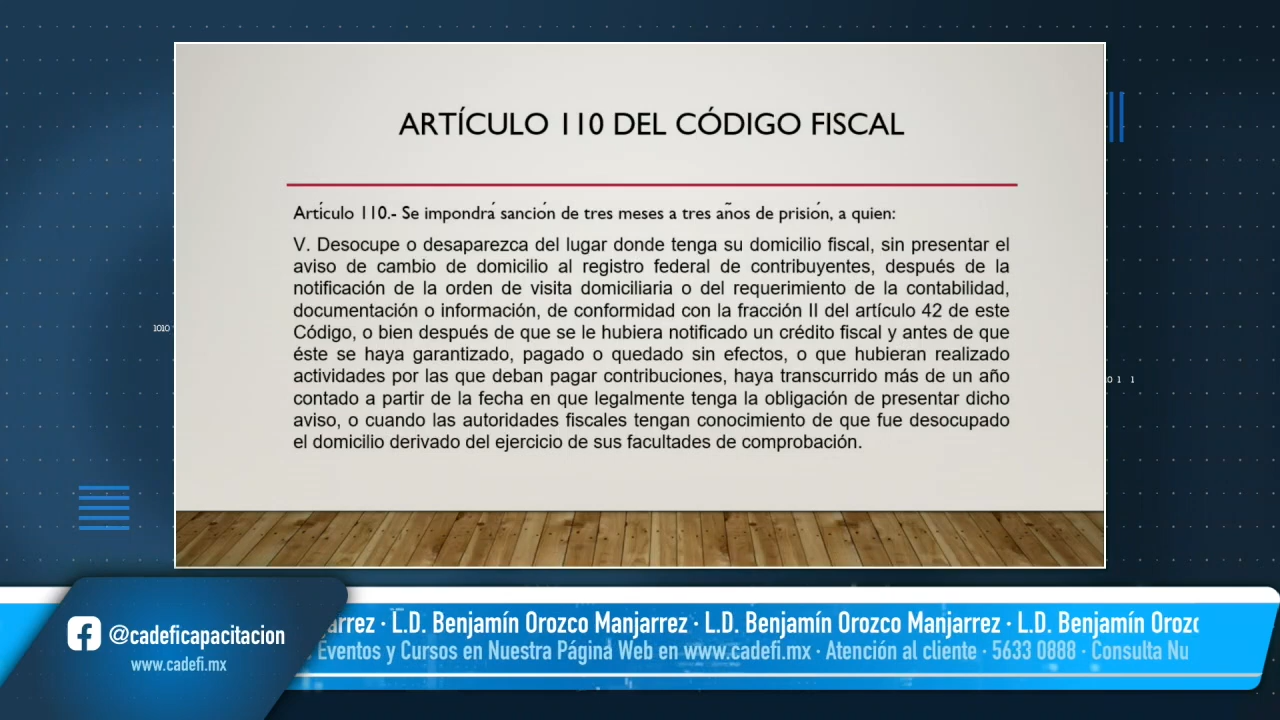 ARTÍCULO 110 DEL CÓDIGO FISCAL
Artículo 110.- Se impondrá sanción de tres meses a tres años de prisión, a quien:
V. Desocupe o desaparezca del lugar donde tenga su domicilio fiscal, sin presentar el
aviso de cambio de domicilio al registro federal de contribuyentes, después de la
notificación de la orden de visita domiciliaria o del requerimiento de la contabilidad,
documentación o información, de conformidad con la fracción II del artículo 42 de este
Código, o bien después de que se le hubiera notificado un crédito fiscal y antes de que
éste se haya garantizado, pagado o quedado sin efectos, o que hubieran realizado
actividades por las que deban pagar contribuciones, haya transcurrido más de un año
contado a partir de la fecha en que legalmente tenga la obligación de presentar dicho
aviso, o cuando las autoridades fiscales tengan conocimiento de que fue desocupado
el domicilio derivado del ejercicio de sus facultades de comprobación.
1010
01 1
@cadeficapacitacion
www.cadefi.mx
jarrez · L.D. Benjamín Orozco Manjarrez · L.D. Benjamín Orozco Manjarrez · L.D. Benjamín Orozc
Eventos y Cursos en Nuestra Página Web en www.cadefi.mx · Atención al cliente · 5633 0888 · Consulta Nu